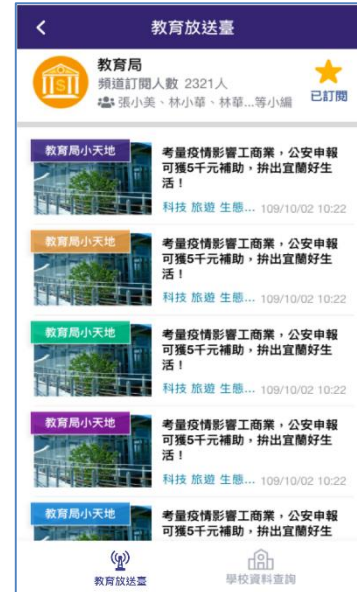 教育放送臺
教育局
頻道訂閱人數 2321人
張小美、林小華、林華...等小編
已訂閱
教育局小天地
考量疫情影響工商業，公安申報
可獲5千元補助，拚出宜蘭好生
活！
科技 旅遊 生態... 109/10/02 10:22
教育局小天地
考量疫情影響工商業，公安申報
可獲5千元補助，拚出宜蘭好生
活！
科技 旅遊 生態... 109/10/02 10:22
教育局小天地
考量疫情影響工商業，公安申報
可獲5千元補助，拚出宜蘭好生
活！
科技 旅遊 生態... 109/10/02 10:22
教育局小天地
考量疫情影響工商業，公安申報
可獲5千元補助，拚出宜蘭好生
活！
科技 旅遊 生態... 109/10/02 10:22
教育局小天地
考量疫情影響工商業，公安申報
可獲5千元補助，拚出宜蘭好生
教育放送臺
學校資料查詢